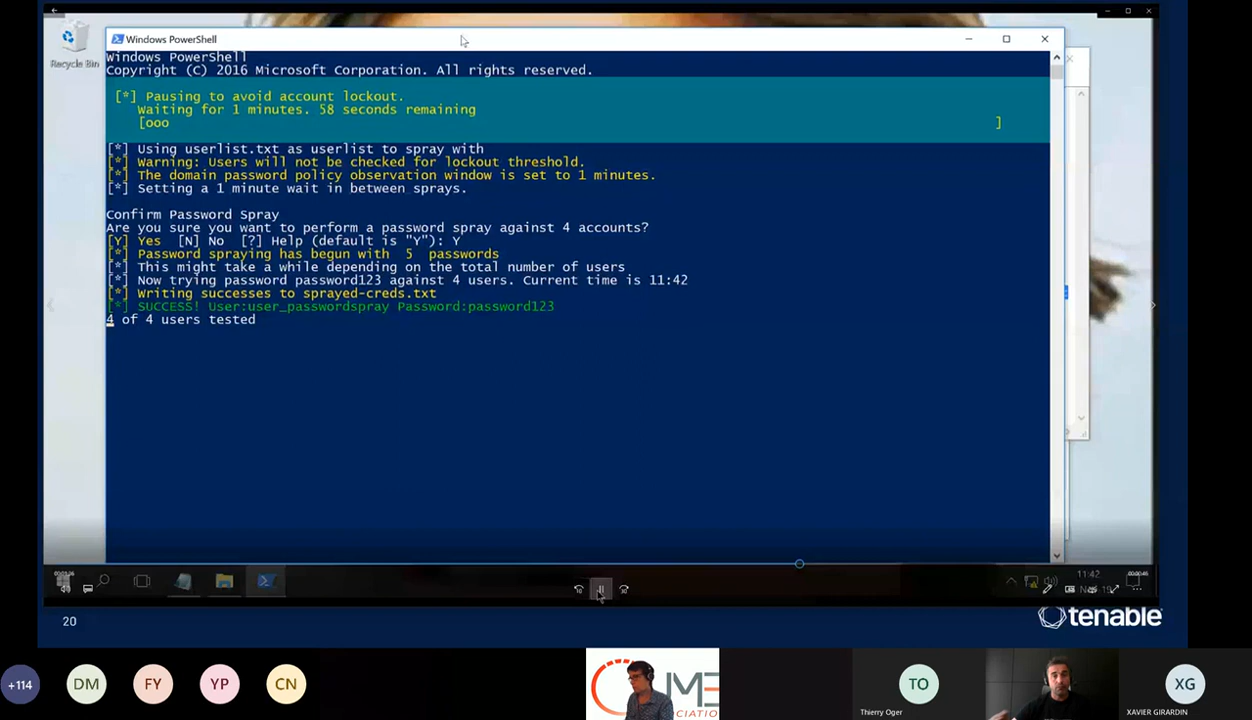 Recycle Bin
Windows PowerShell
Windows PowerShell
Copyright (C) 2016 Microsoft Corporation. All rights reserved.
[*] Pausing to avoid account lockout.
Waiting for 1 minutes. 58 seconds remaining
[ooo ]
[*] Using userlist.txt as userlist to spray with
[*] Warning: Users will not be checked for lockout threshold.
[*] The domain password policy observation window is set to 1 minutes.
[*] Setting a 1 minute wait in between sprays.
Confirm Password Spray
Are you sure you want to perform a password spray against 4 accounts?
[Y] Yes [N] No [?] Help (default is "Y"): Y
[*] Password spraying has begun with 5 passwords
[*] This might take a while depending on the total number of users
[*] Now trying password password123 against 4 users. Current time is 11:42
[*] Writing successes to sprayed-creds.txt
[*] SUCCESS! User:user_passwordspray Password:password123
4 of 4 users tested
11:42
20
tenable
+114
DM
FY
YP
CN
TO
Thierry Oger
XG
XAVIER GIRARDIN